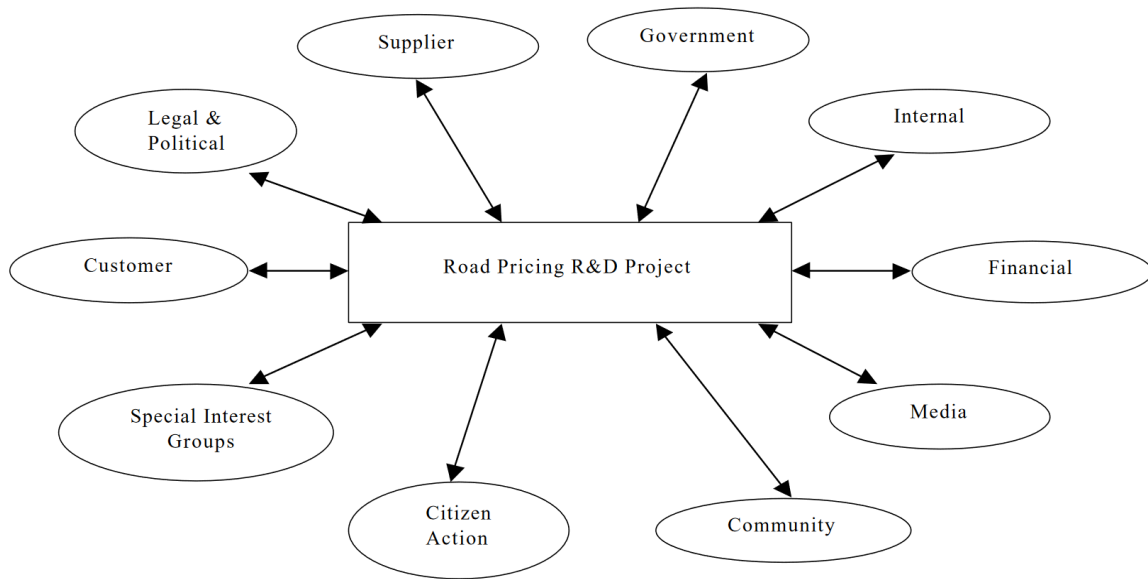 Supplier
Government
Legal &
Political
Internal
Customer
Road Pricing R&D Project
Financial
Special Interest
Groups
Media
Citizen
Action
Community